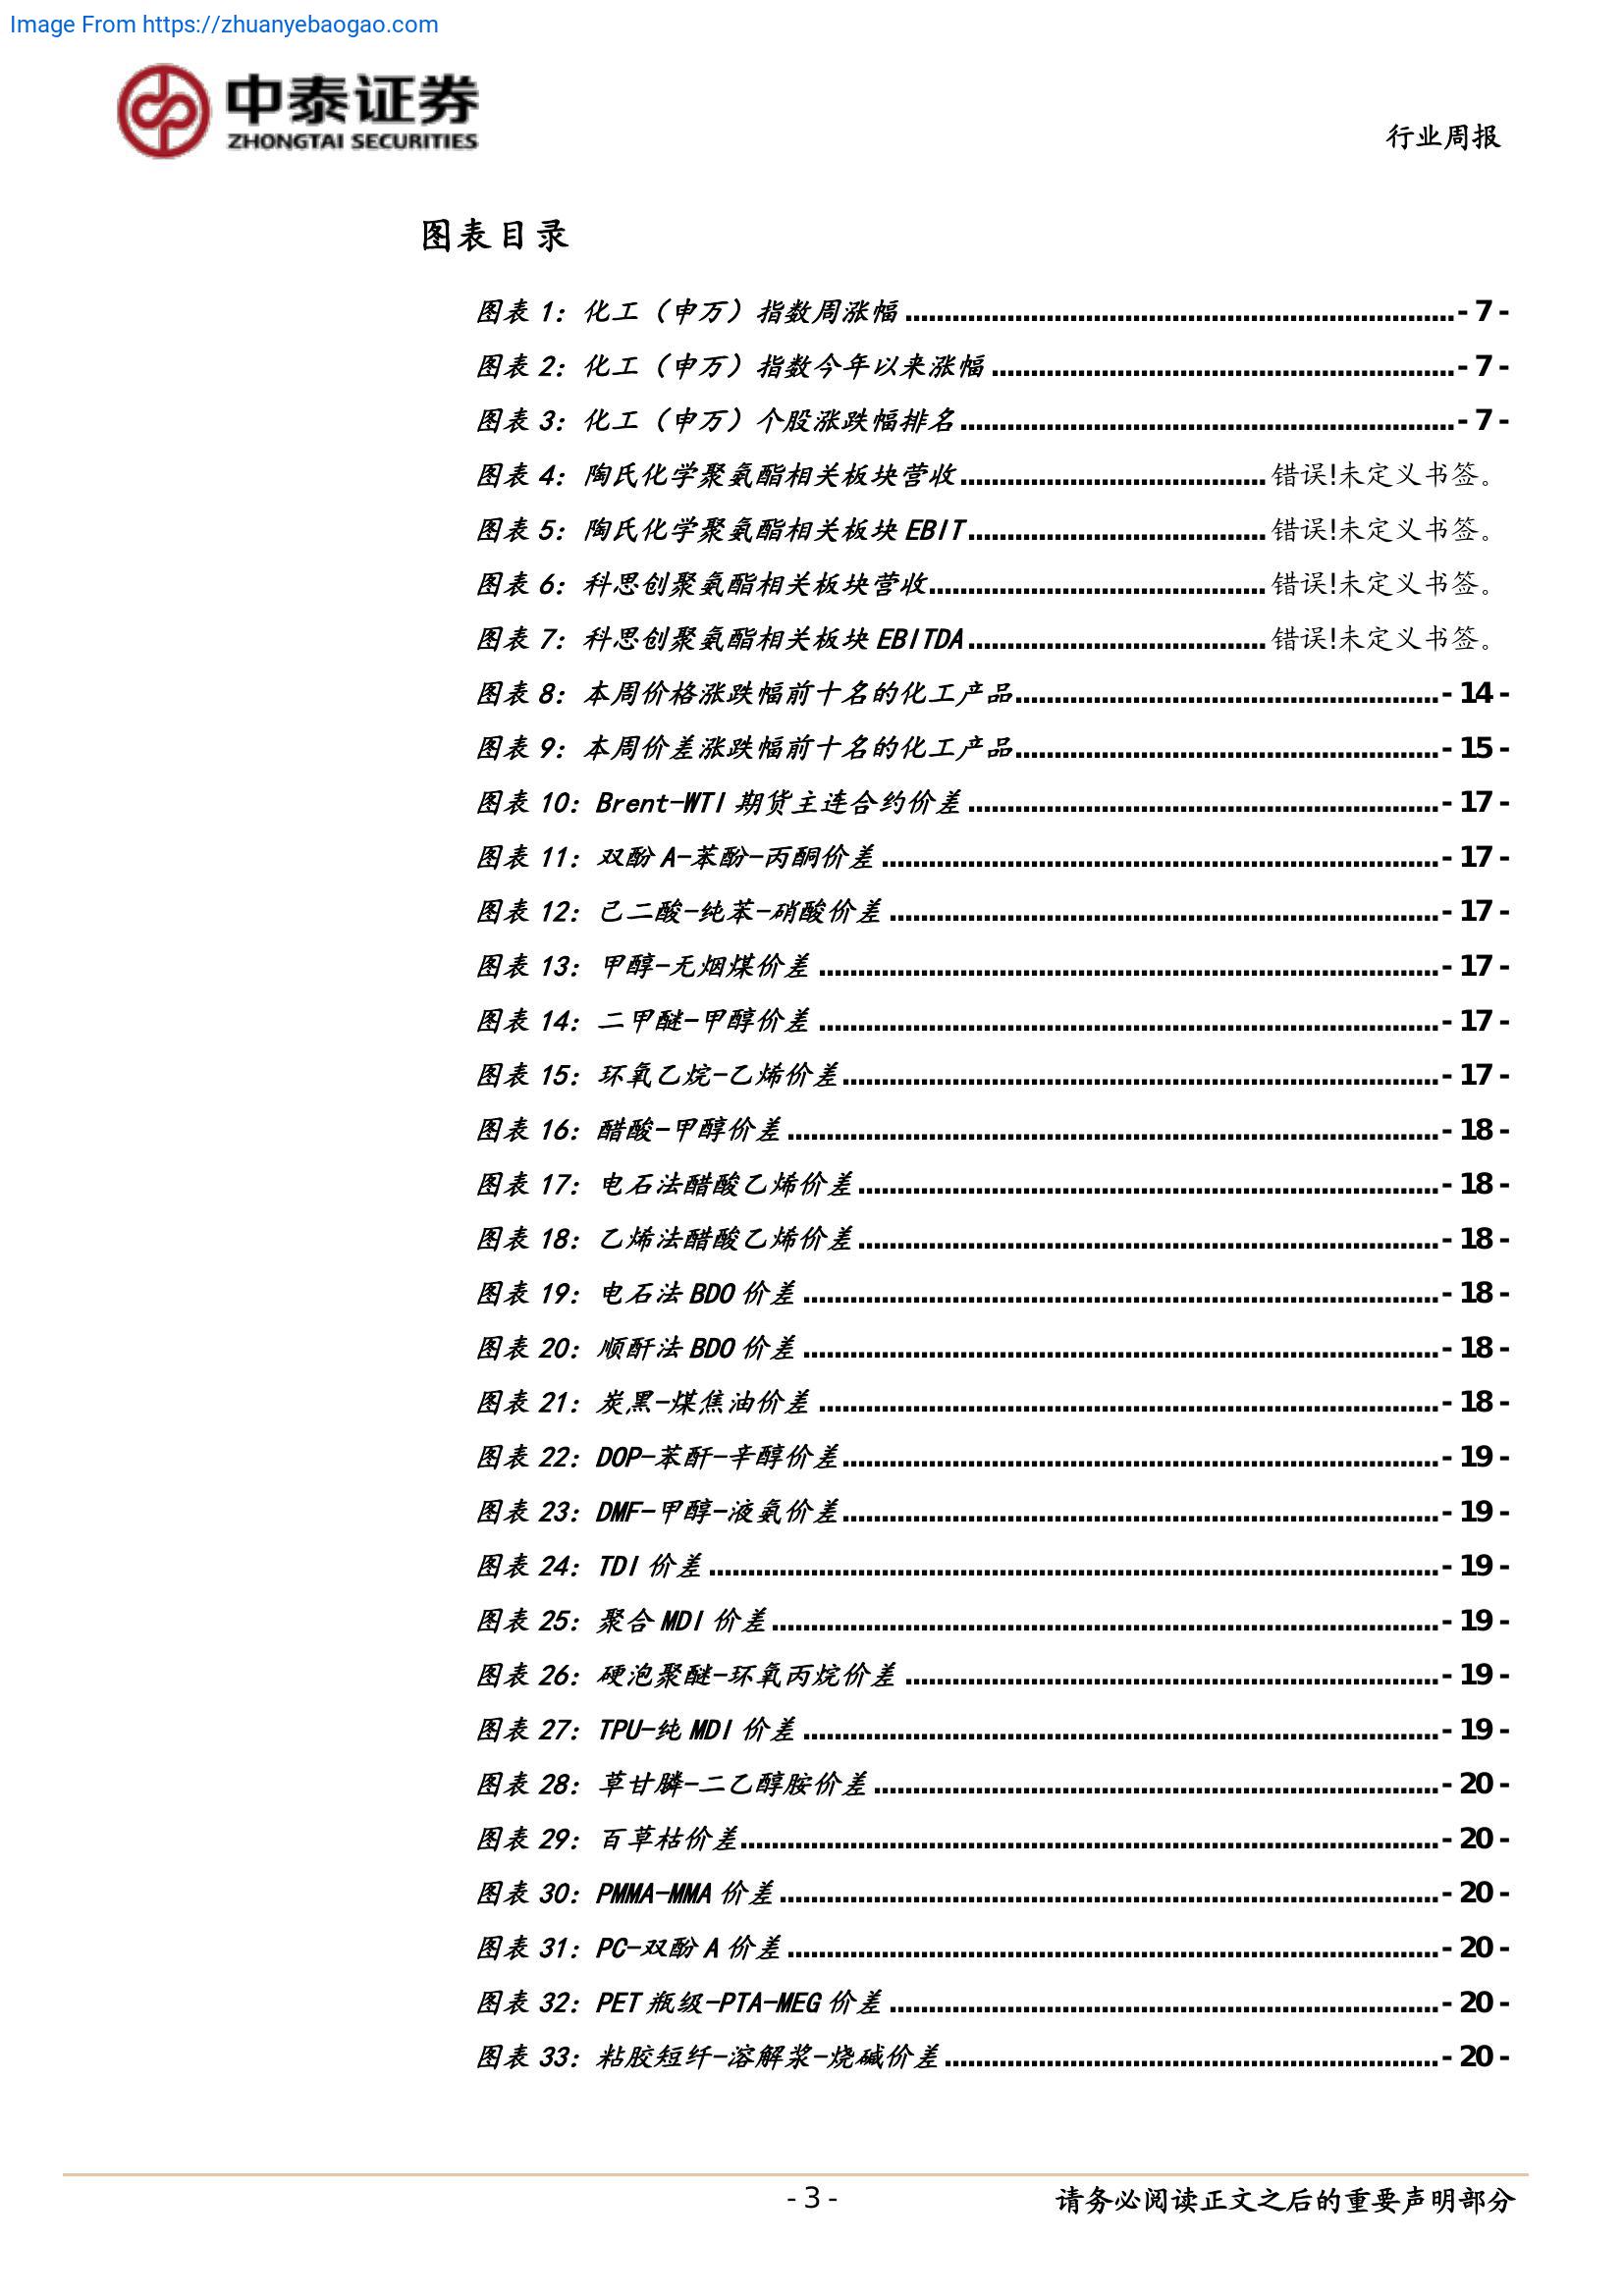 Image From https://zhuanyebaogao.com
中泰证券
ZHONGTAI SECURITIES
行业周报
图表目录
图表 1：化工（申万）指数周涨幅 - 7 -
图表 2：化工（申万）指数今年以来涨幅 - 7 -
图表 3：化工（申万）个股涨跌幅排名 - 7 -
图表 4：陶氏化学聚氨酯相关板块营收 错误!未定义书签。
图表 5：陶氏化学聚氨酯相关板块 EBIT 错误!未定义书签。
图表 6：科思创聚氨酯相关板块营收 错误!未定义书签。
图表 7：科思创聚氨酯相关板块 EBITDA 错误!未定义书签。
图表 8：本周价格涨跌幅前十名的化工产品 - 14 -
图表 9：本周价差涨跌幅前十名的化工产品 - 15 -
图表 10：Brent-WTI 期货主连合约价差 - 17 -
图表 11：双酚 A-苯酚-丙酮价差 - 17 -
图表 12：己二酸-纯苯-硝酸价差 - 17 -
图表 13：甲醇-无烟煤价差 - 17 -
图表 14：二甲醚-甲醇价差 - 17 -
图表 15：环氧乙烷-乙烯价差 - 17 -
图表 16：醋酸-甲醇价差 - 18 -
图表 17：电石法醋酸乙烯价差 - 18 -
图表 18：乙烯法醋酸乙烯价差 - 18 -
图表 19：电石法 BDO 价差 - 18 -
图表 20：顺酐法 BDO 价差 - 18 -
图表 21：炭黑-煤焦油价差 - 18 -
图表 22：DOP-苯酐-辛醇价差 - 19 -
图表 23：DMF-甲醇-液氨价差 - 19 -
图表 24：TDI 价差 - 19 -
图表 25：聚合 MDI 价差 - 19 -
图表 26：硬泡聚醚-环氧丙烷价差 - 19 -
图表 27：TPU-纯 MDI 价差 - 19 -
图表 28：草甘膦-二乙醇胺价差 - 20 -
图表 29：百草枯价差 - 20 -
图表 30：PMMA-MMA 价差 - 20 -
图表 31：PC-双酚 A 价差 - 20 -
图表 32：PET 瓶级-PTA-MEG 价差 - 20 -
图表 33：粘胶短纤-溶解浆-烧碱价差 - 20 -
- 3 -
请务必阅读正文之后的重要声明部分